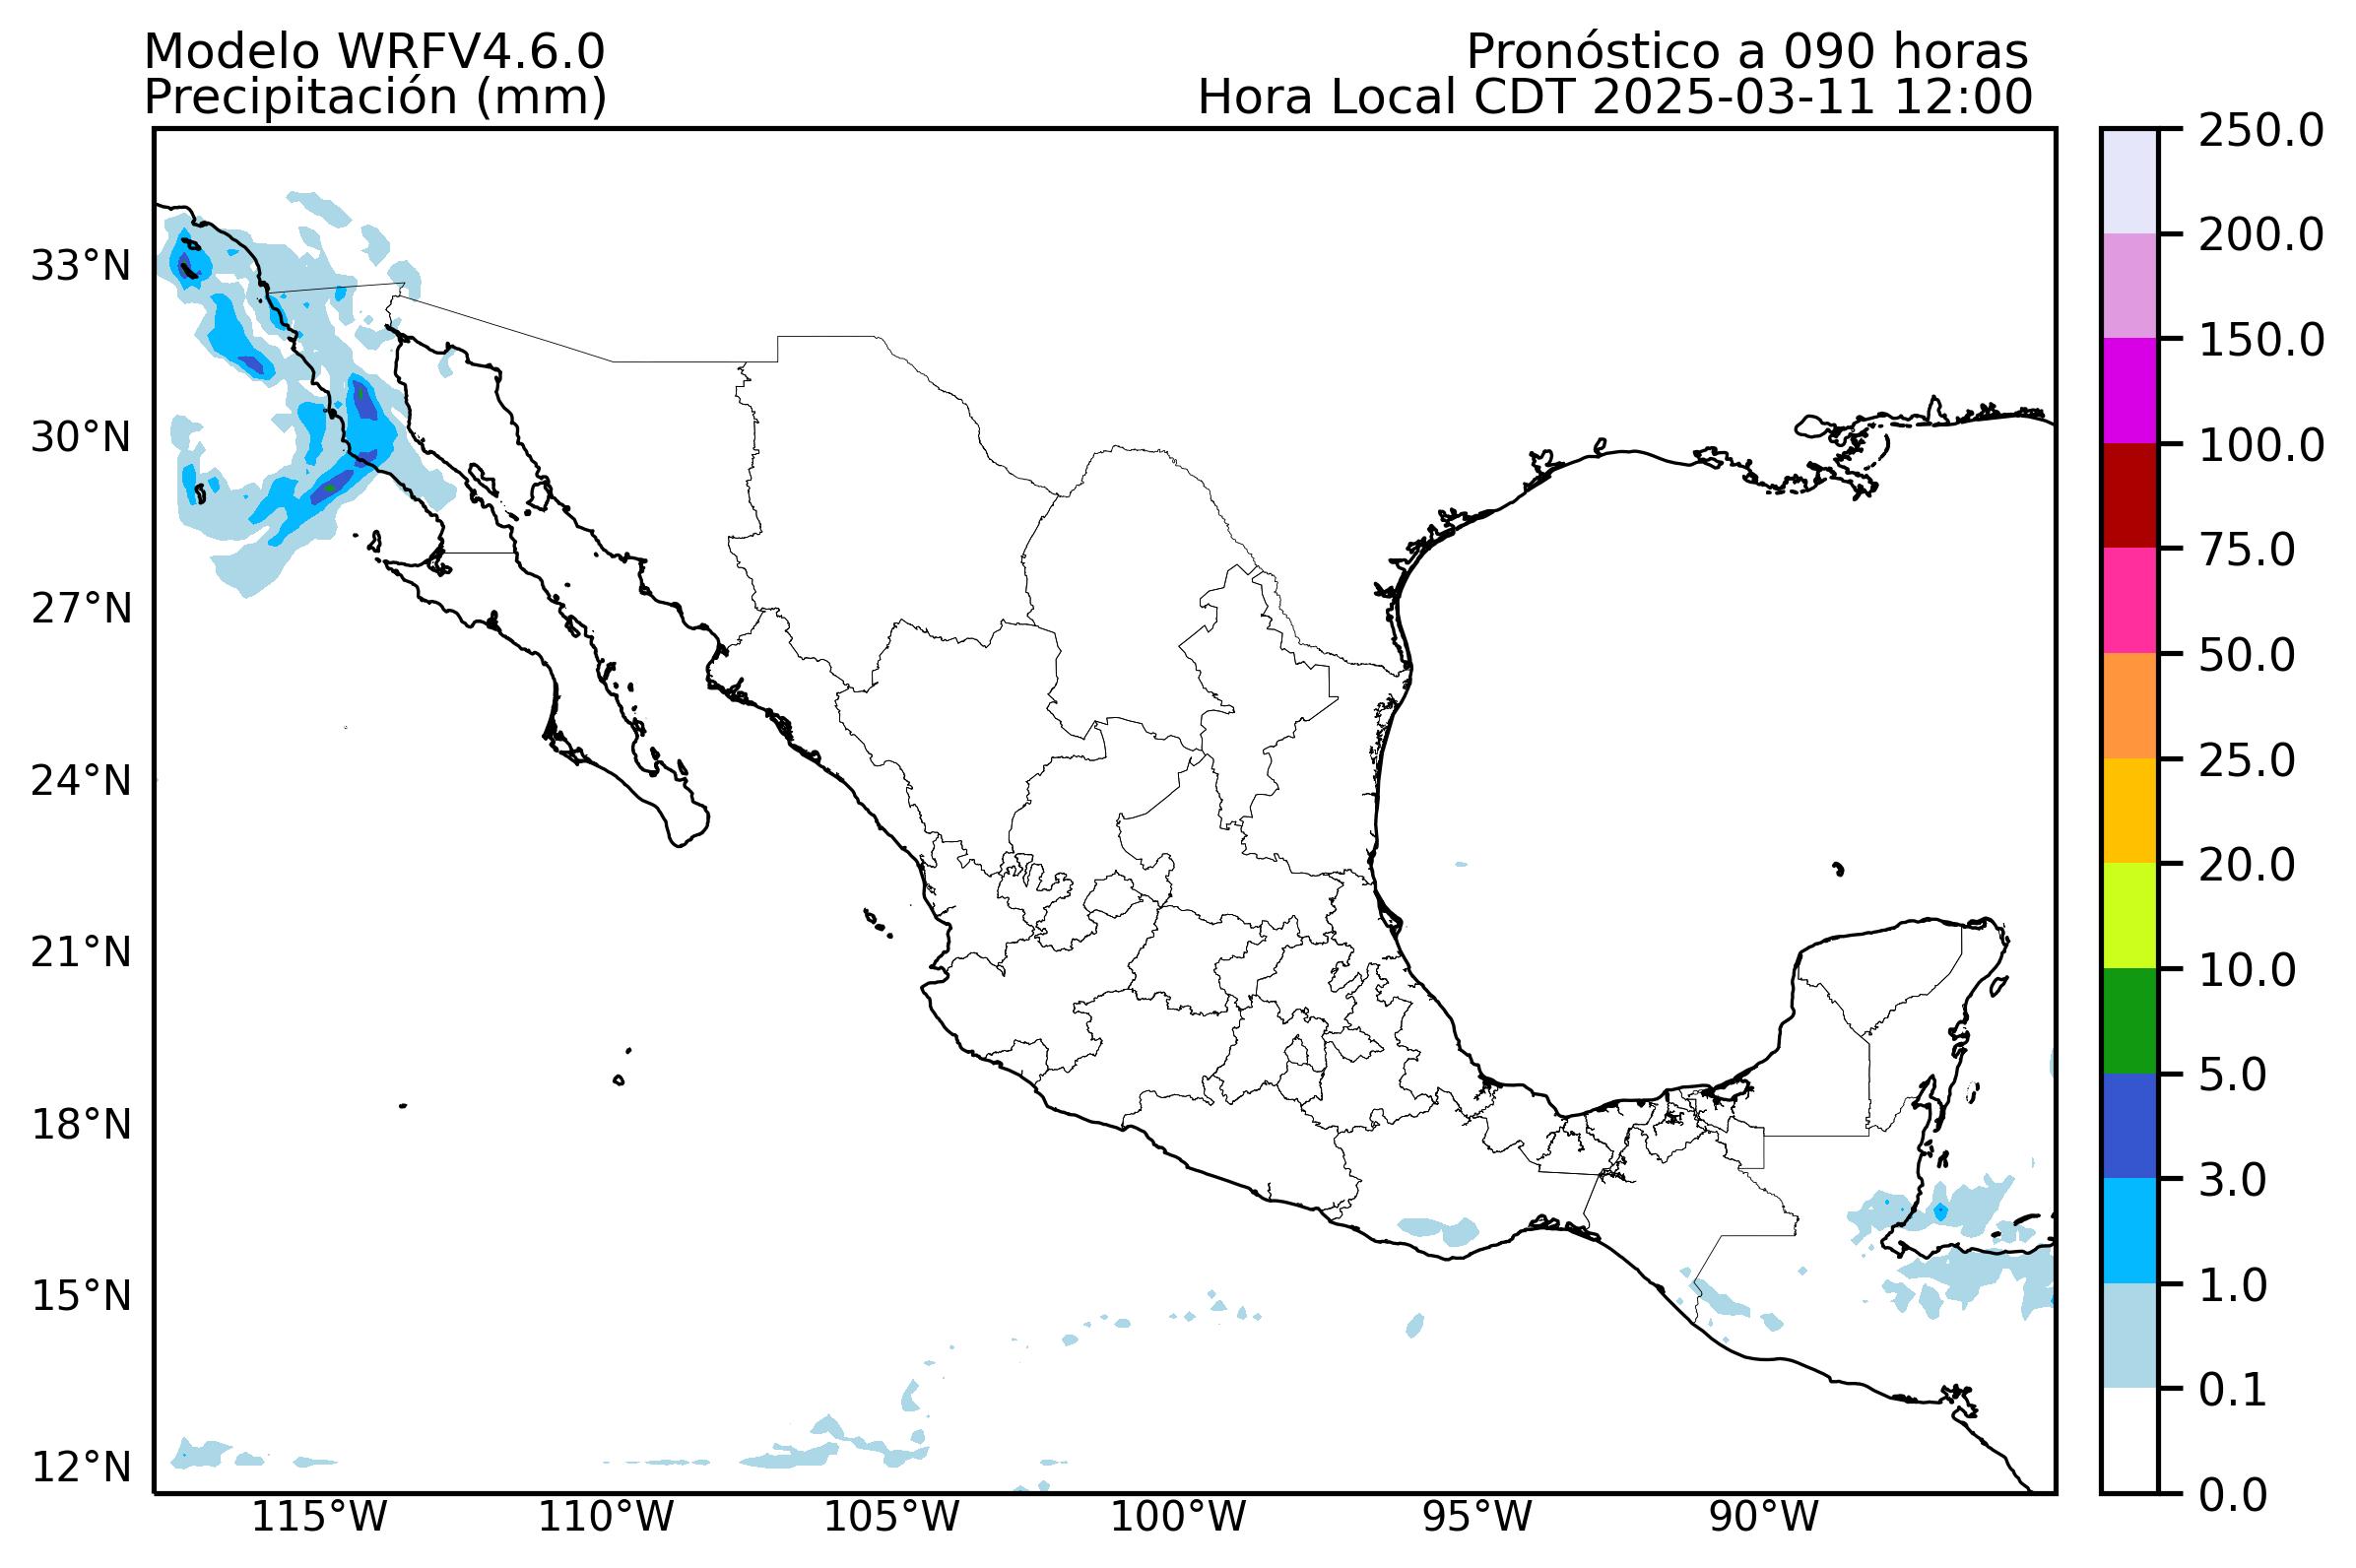 Modelo WRFV4.6.0
Pronóstico a 090 horas
Precipitación (mm)
Hora Local CDT 2025-03-11 12:00
250.0
200.0
150.0
100.0
75.0
50.0
25.0
20.0
10.0
5.0
3.0
1.0
0.1
0.0
33°N
30°N
27°N
24°N
21°N
18°N
15°N
12°N
115°W
110°W
105°W
100°W
95°W
90°W